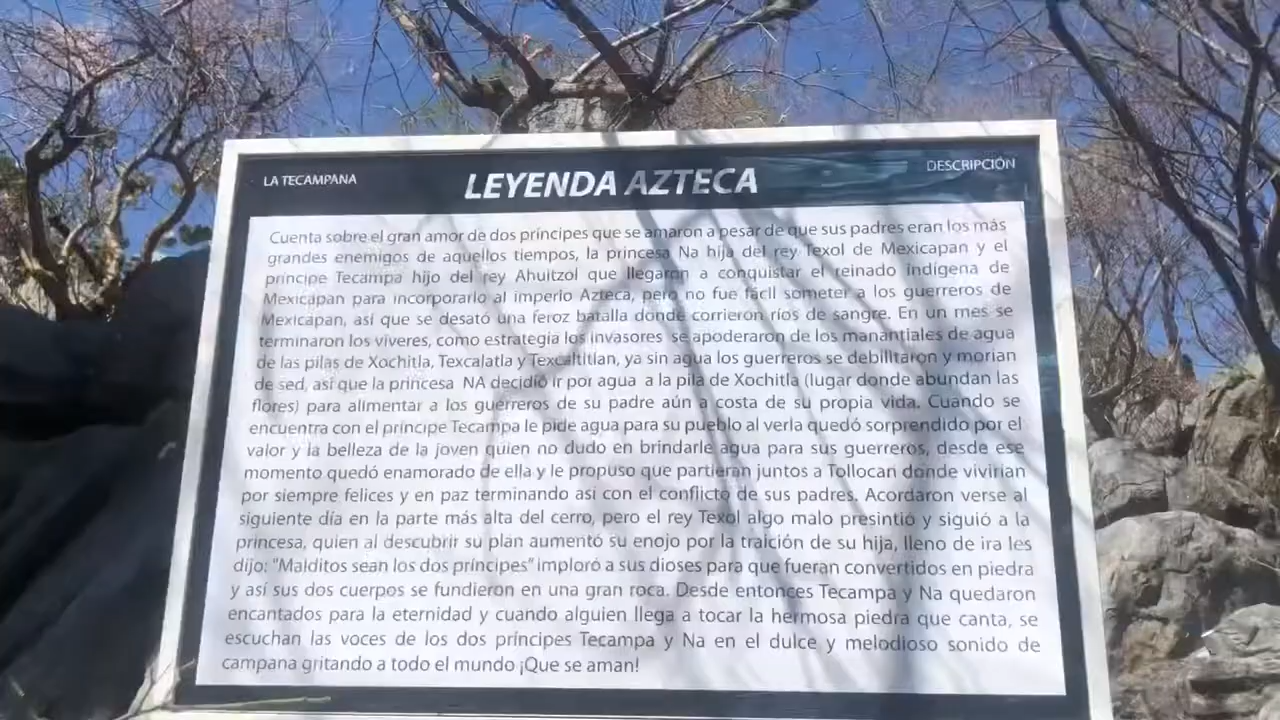 LA TECAMPANA
LEYENDA AZTECA
DESCRIPCIÓN
Cuenta sobre el gran amor de dos príncipes que se amaron a pesar de que sus padres eran los más
grandes enemigos de aquellos tiempos, la princesa Na hija del rey Texol de Mexicapan y el
príncipe Tecampa hijo del rey Ahuitzol que llegaron a conquistar el reinado indígena de
Mexicapan para incorporarlo al imperio Azteca, pero no fue fácil someter a los guerreros de
Mexicapan, así que se desató una feroz batalla donde corrieron ríos de sangre. En un mes se
terminaron los víveres, como estrategia los invasores se apoderaron de los manantiales de agua
de las pilas de Xochitla, Texcalatla y Texcaltitlan, ya sin agua los guerreros se debilitaron y morían
de sed, así que la princesa NA decidió ir por agua a la pila de Xochitla (lugar donde abundan las
flores) para alimentar a los guerreros de su padre aún a costa de su propia vida. Cuando se
encuentra con el príncipe Tecampa le pide agua para su pueblo al verla quedó sorprendido por el
valor y la belleza de la joven quien no dudo en brindarle agua para sus guerreros, desde ese
momento quedó enamorado de ella y le propuso que partieran juntos a Tollocan donde vivirían
por siempre felices y en paz terminando así con el conflicto de sus padres. Acordaron verse al
siguiente día en la parte más alta del cerro, pero el rey Texol algo malo presintió y siguió a la
princesa, quien al descubrir su plan aumentó su enojo por la traición de su hija, lleno de ira les
dijo: "Malditos sean los dos príncipes" imploró a sus dioses para que fueran convertidos en piedra
y así sus dos cuerpos se fundieron en una gran roca. Desde entonces Tecampa y Na quedaron
encantados para la eternidad y cuando alguien llega a tocar la hermosa piedra que canta, se
escuchan las voces de los dos príncipes Tecampa y Na en el dulce y melodioso sonido de
campana gritando a todo el mundo ¡Que se aman!